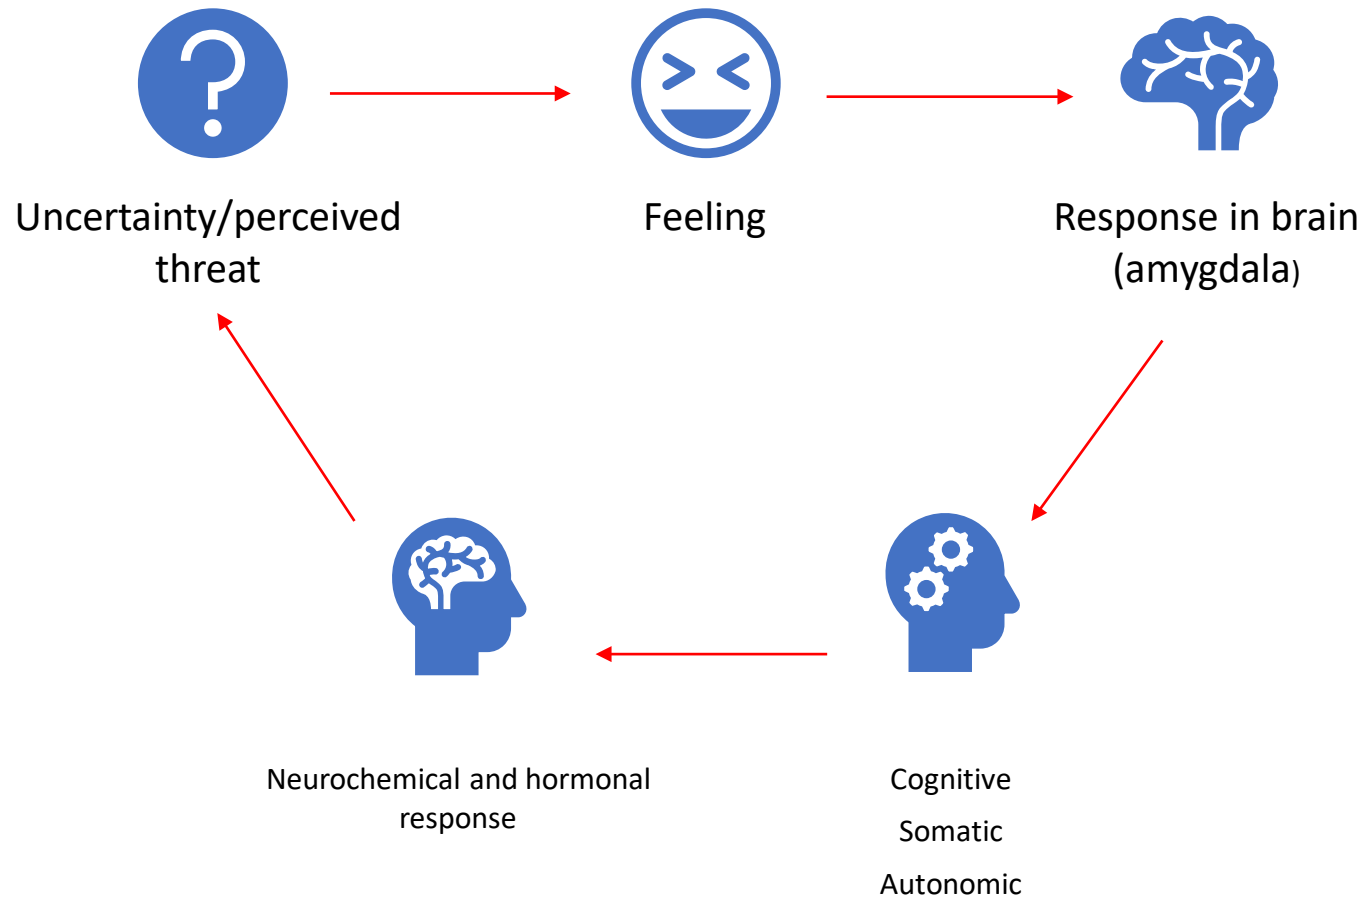 Uncertainty/perceived
threat
Feeling
Response in brain
(amygdala)
Neurochemical and hormonal
response
Cognitive
Somatic
Autonomic